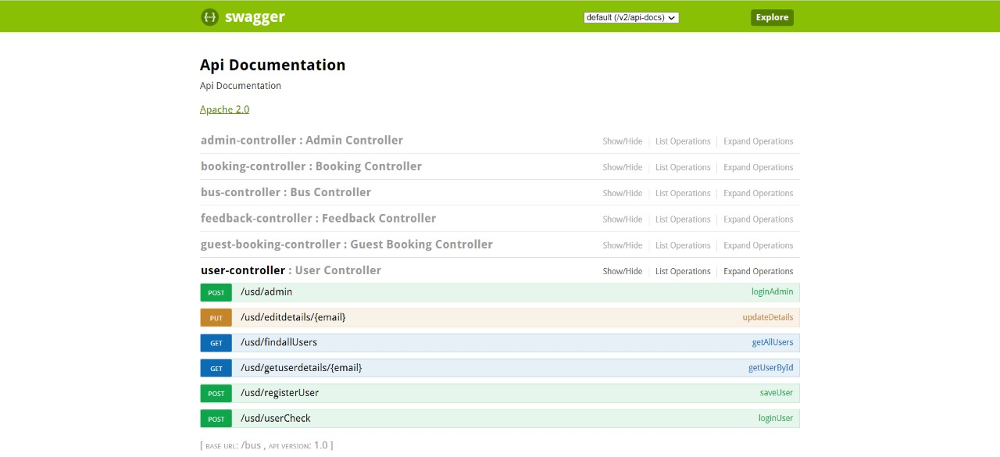 swagger default (/v2/api-docs) Explore
Api Documentation
Api Documentation
Apache 2.0
admin-controller : Admin Controller Show/Hide List Operations Expand Operations
booking-controller : Booking Controller Show/Hide List Operations Expand Operations
bus-controller : Bus Controller Show/Hide List Operations Expand Operations
feedback-controller : Feedback Controller Show/Hide List Operations Expand Operations
guest-booking-controller : Guest Booking Controller Show/Hide List Operations Expand Operations
user-controller : User Controller Show/Hide List Operations Expand Operations
POST /usd/admin loginAdmin
PUT /usd/editdetails/{email} updateDetails
GET /usd/findallUsers getAllUsers
GET /usd/getuserdetails/{email} getUserById
POST /usd/registerUser saveUser
POST /usd/userCheck loginUser
[ BASE URL: /bus , API VERSION: 1.0 ]